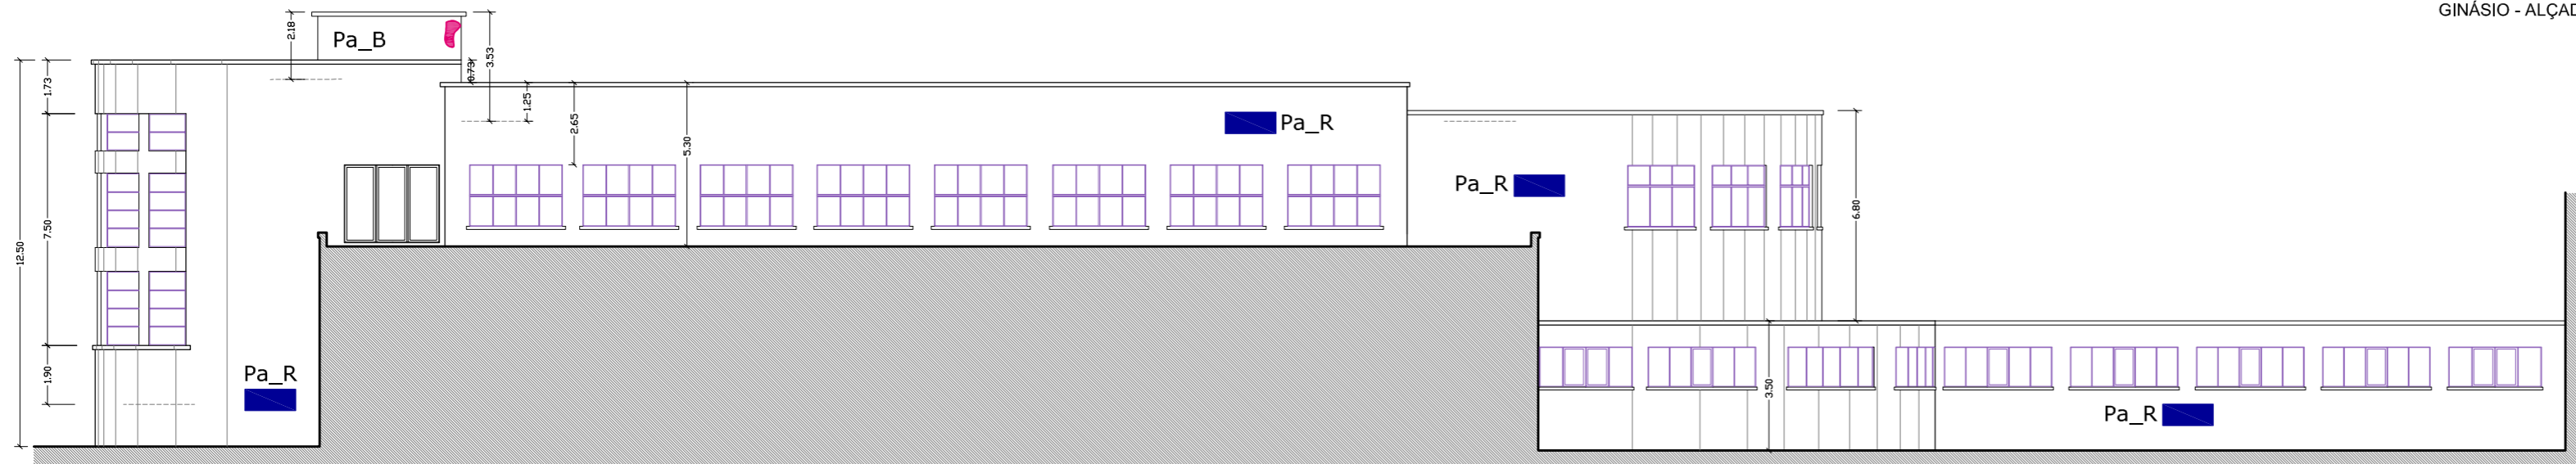 GINÁSIO - ALÇAD
Pa_B
2.18
3.53
0.73
1.73
1.25
2.65
5.30
Pa_R
Pa_R
12.50
7.50
6.80
1.90
Pa_R
3.50
Pa_R